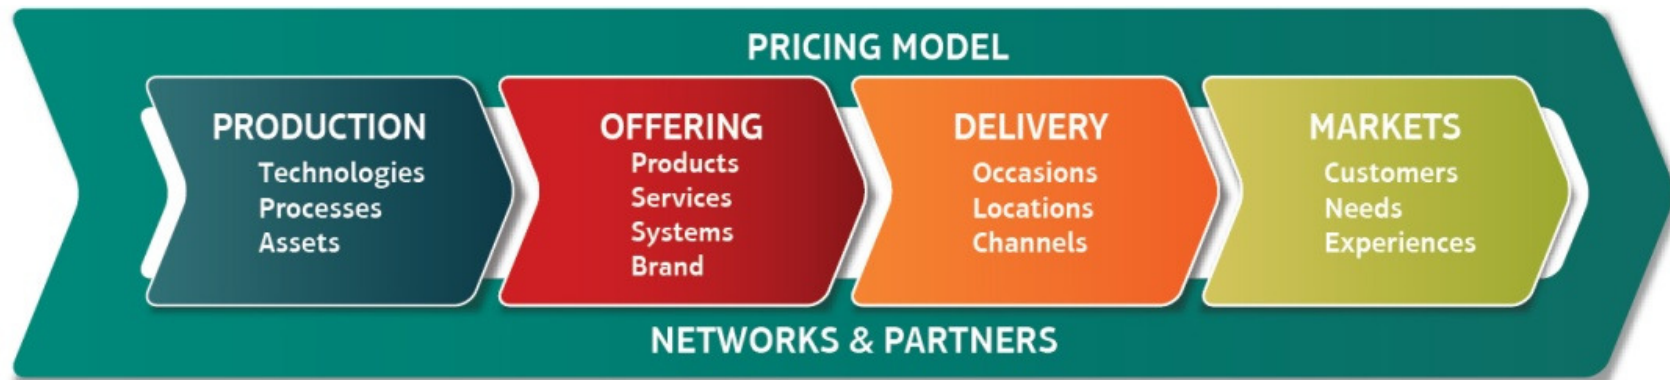 PRICING MODEL
PRODUCTION
Technologies
Processes
Assets
OFFERING
Products
Services
Systems
Brand
DELIVERY
Occasions
Locations
Channels
MARKETS
Customers
Needs
Experiences
NETWORKS & PARTNERS